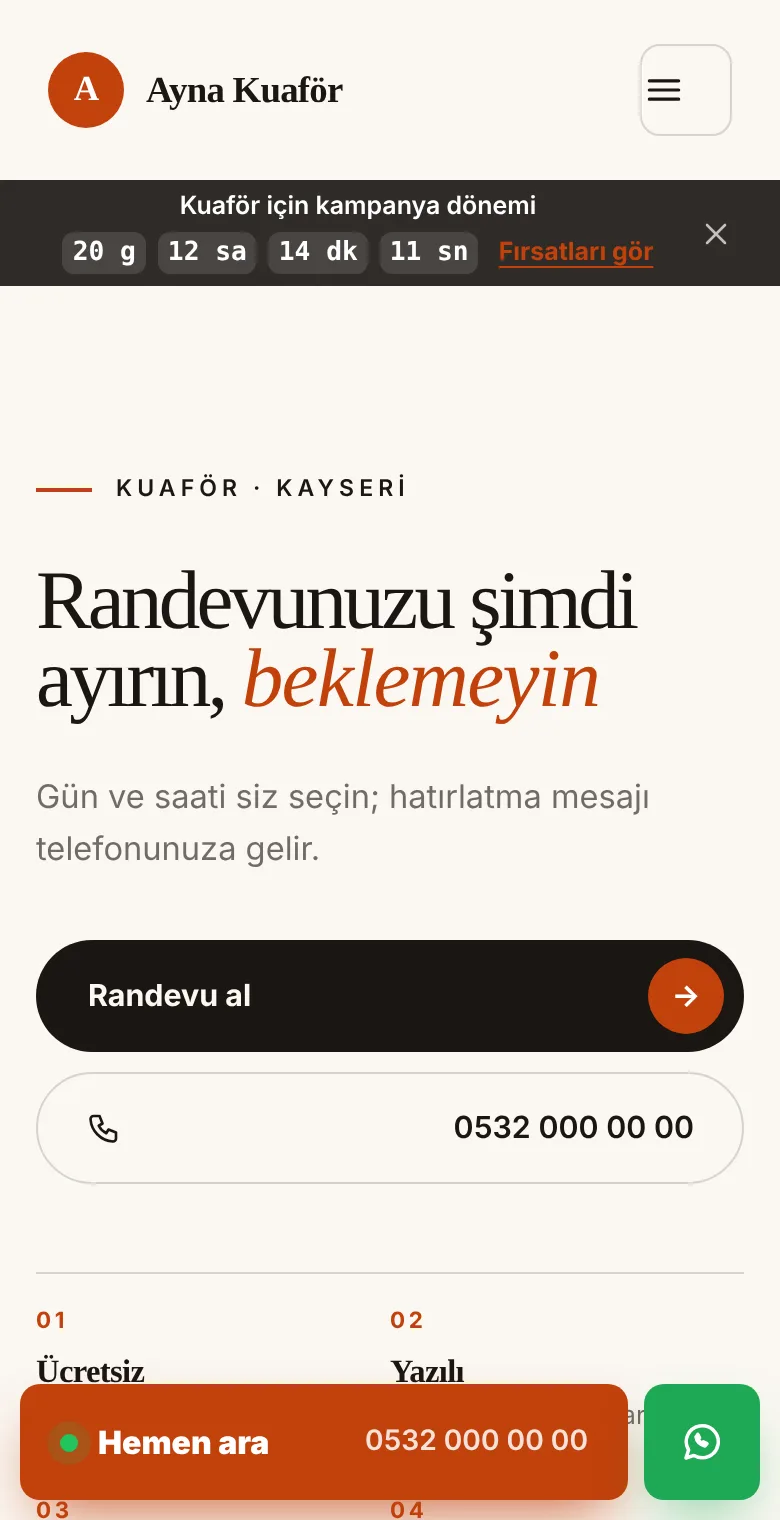 A
Ayna Kuaför
Kuaför için kampanya dönemi
20 g 12 sa 14 dk 11 sn Fırsatları gör
KUAFÖR · KAYSERİ
Randevunuzu şimdi
ayırın, beklemeyin
Gün ve saati siz seçin; hatırlatma mesajı
telefonunuza gelir.
Randevu al
0532 000 00 00
01 02
Ücretsiz Yazılı
Hemen ara 0532 000 00 00
03 04